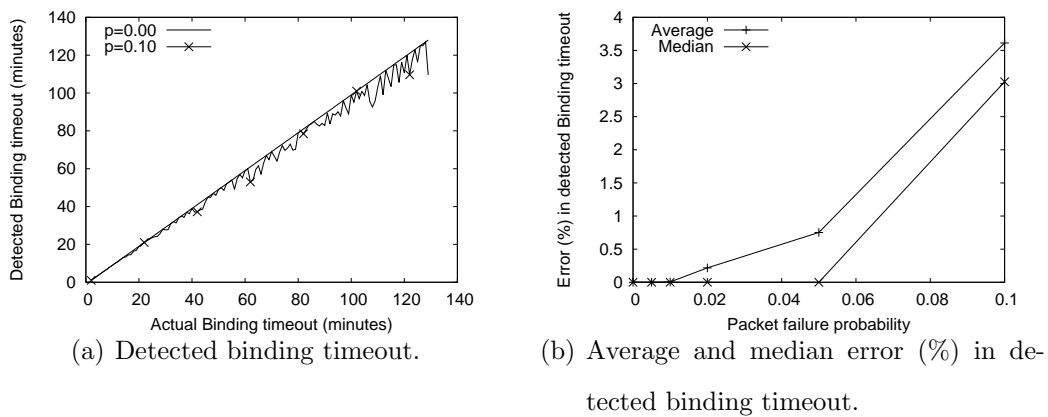 Detected Binding timeout (minutes)
140
120
100
80
60
40
20
0
p=0.00
p=0.10
0 20 40 60 80 100 120 140
Actual Binding timeout (minutes)
(a) Detected binding timeout.
Error (%) in detected Binding timeout
4
3.5
3
2.5
2
1.5
1
0.5
0
Average
Median
0 0.02 0.04 0.06 0.08 0.1
Packet failure probability
(b) Average and median error (%) in de-
tected binding timeout.